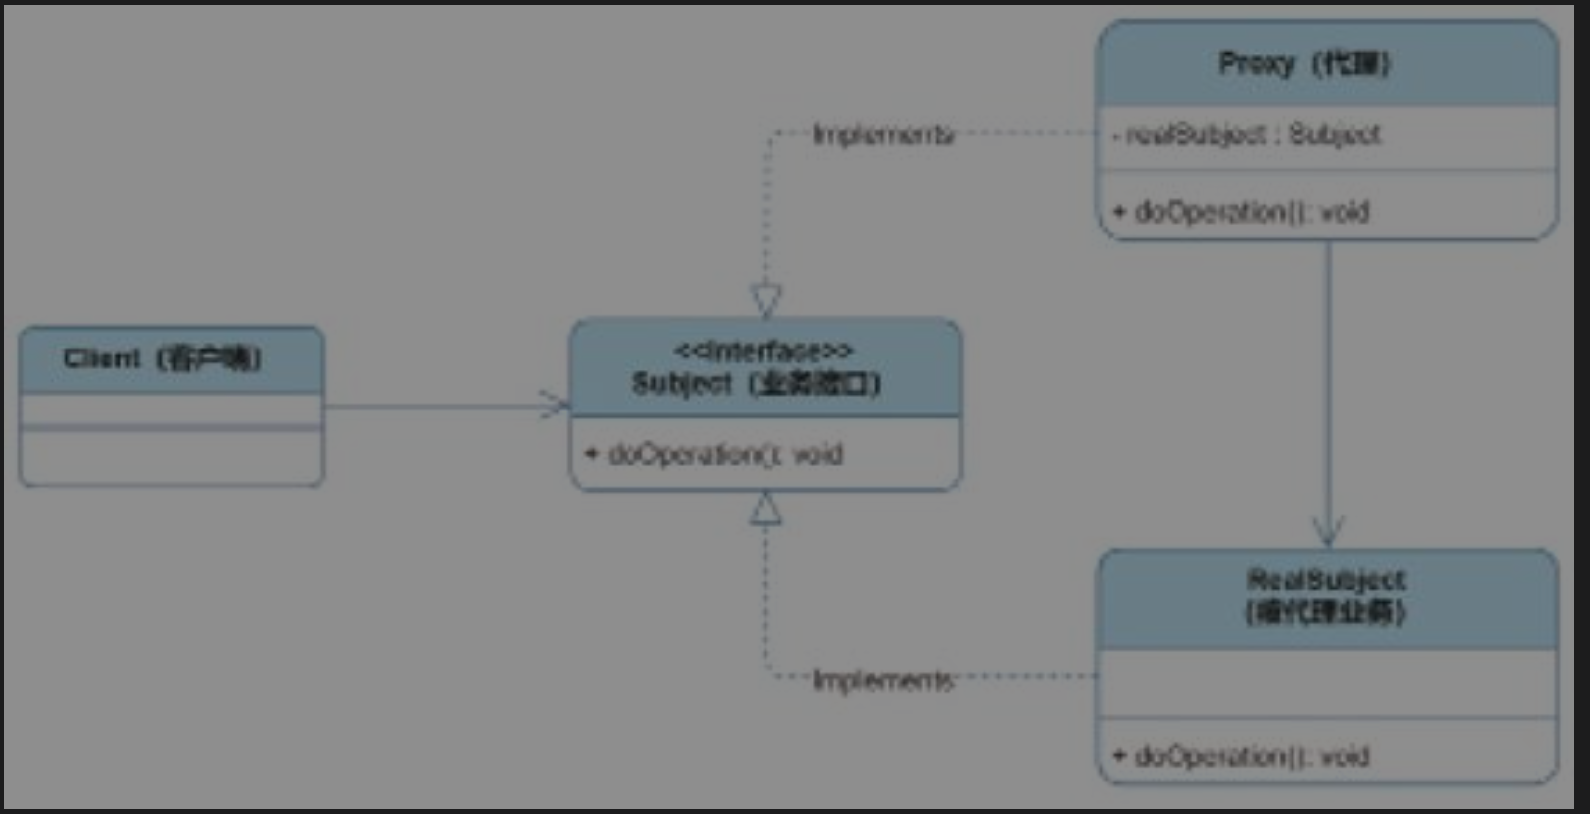 Proxy (代理)
- realSubject : Subject
+ doOperation(): void
Implements
Client (客户端)
<<Interface>>
Subject (业务接口)
+ doOperation(): void
Implements
RealSubject
(被代理业务)
+ doOperation(): void